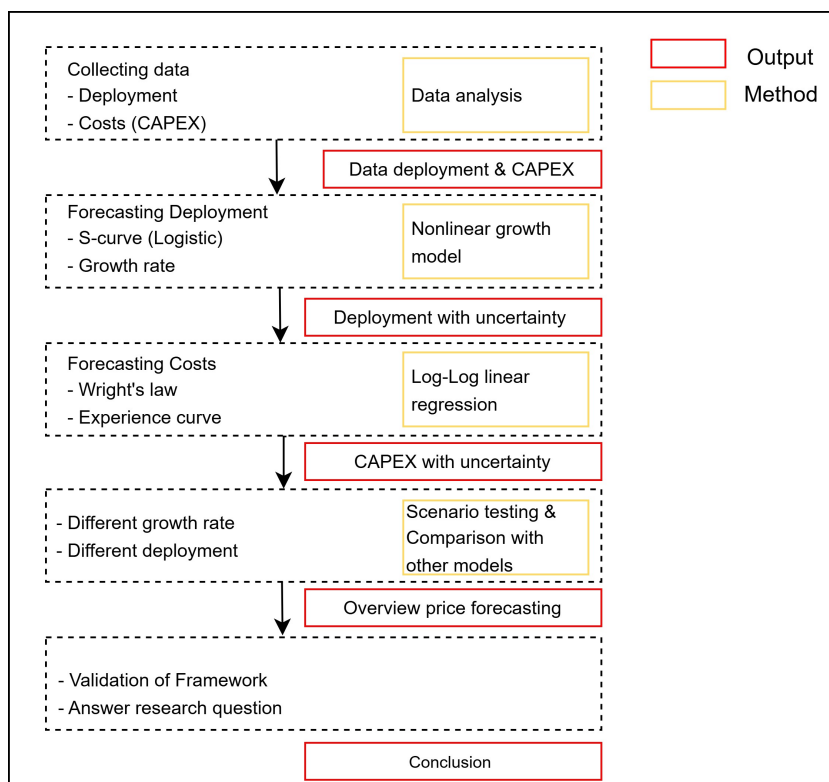 Collecting data
- Deployment
- Costs (CAPEX)
Data analysis
Output
Method
Data deployment & CAPEX
Forecasting Deployment
- S-curve (Logistic)
- Growth rate
Nonlinear growth
model
Deployment with uncertainty
Forecasting Costs
- Wright's law
- Experience curve
Log-Log linear
regression
CAPEX with uncertainty
- Different growth rate
- Different deployment
Scenario testing &
Comparison with
other models
Overview price forecasting
- Validation of Framework
- Answer research question
Conclusion